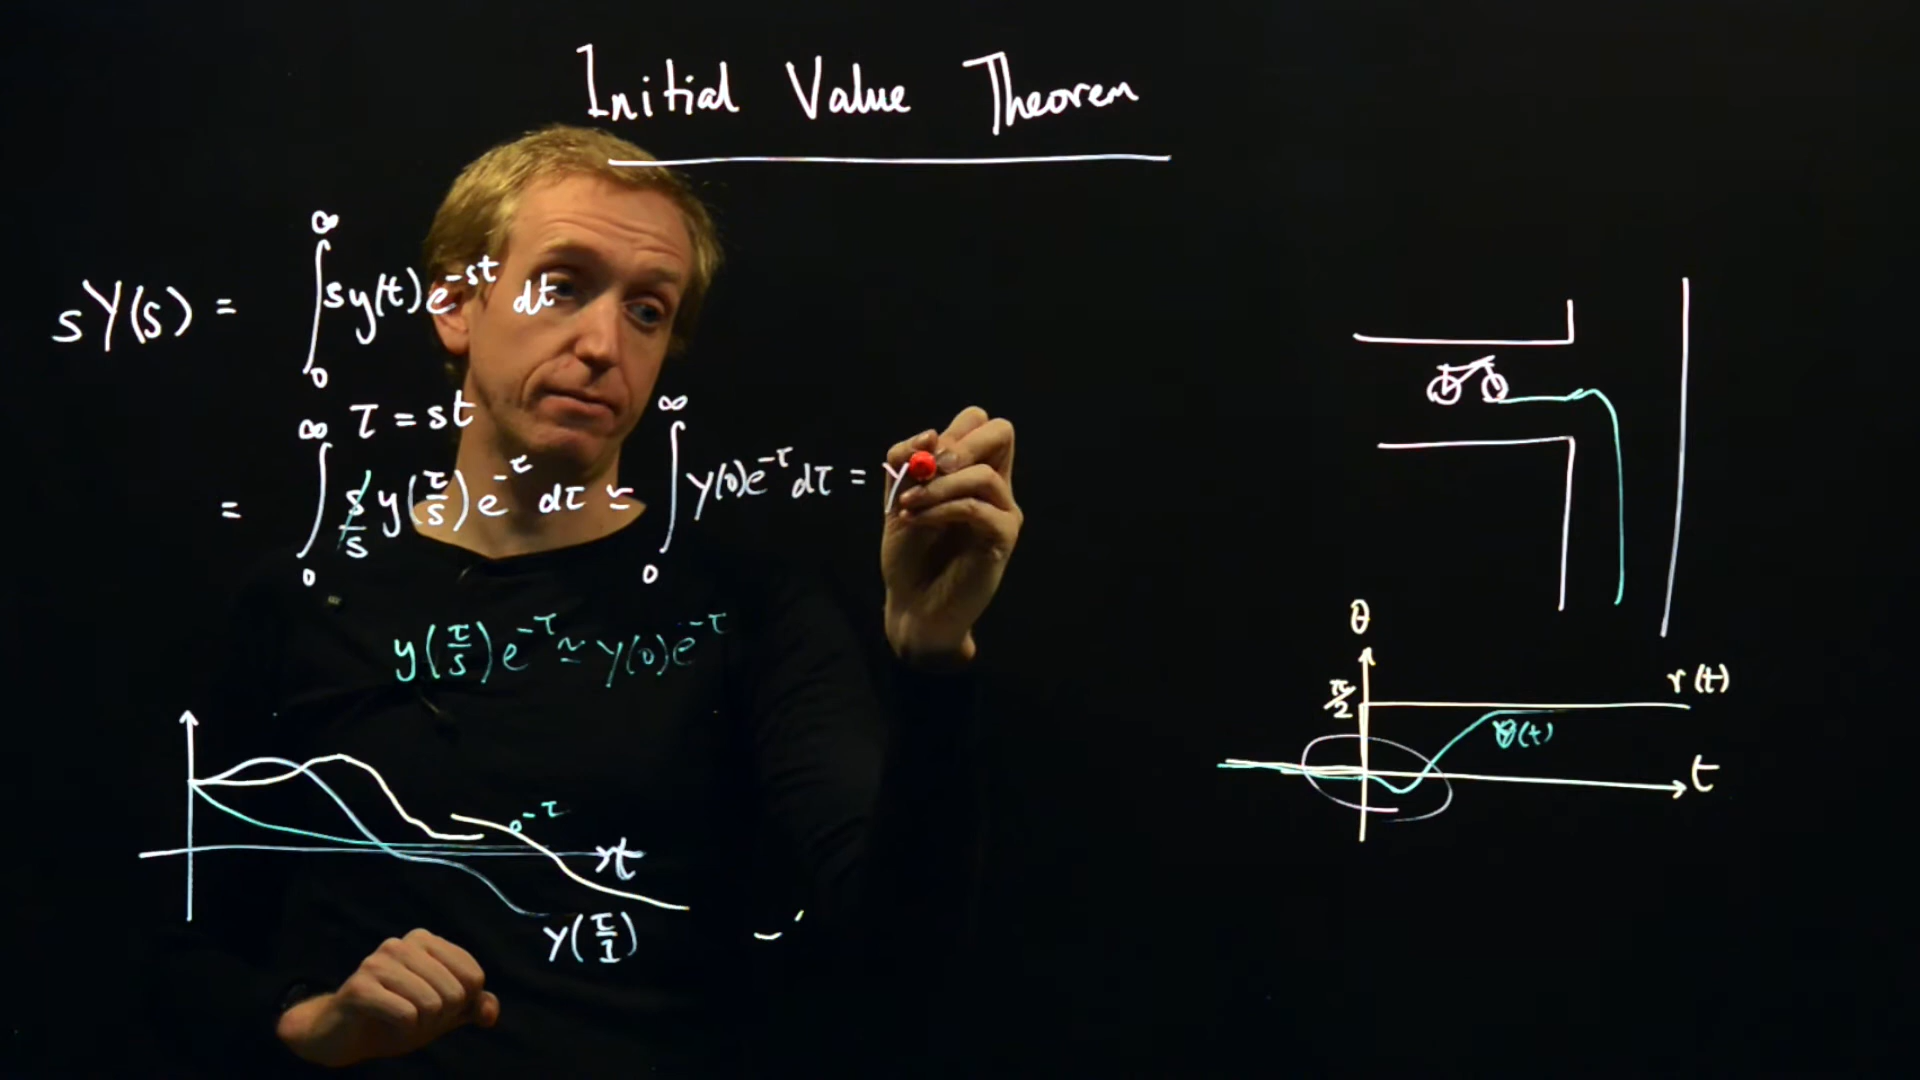 Initial Value Theorem
sY(s) = ∫₀^∞ sy(t)e^{-st} dt
τ = st
= ∫₀^∞ s/s y(τ/s)e^{-τ} dτ ≃ ∫₀^∞ y(0)e^{-τ}dτ = y
y(τ/s)e^{-τ} ≃ y(0)e^{-τ}
e^{-τ}
t
y(τ/1)
θ
π/2
r(t)
(t)
t